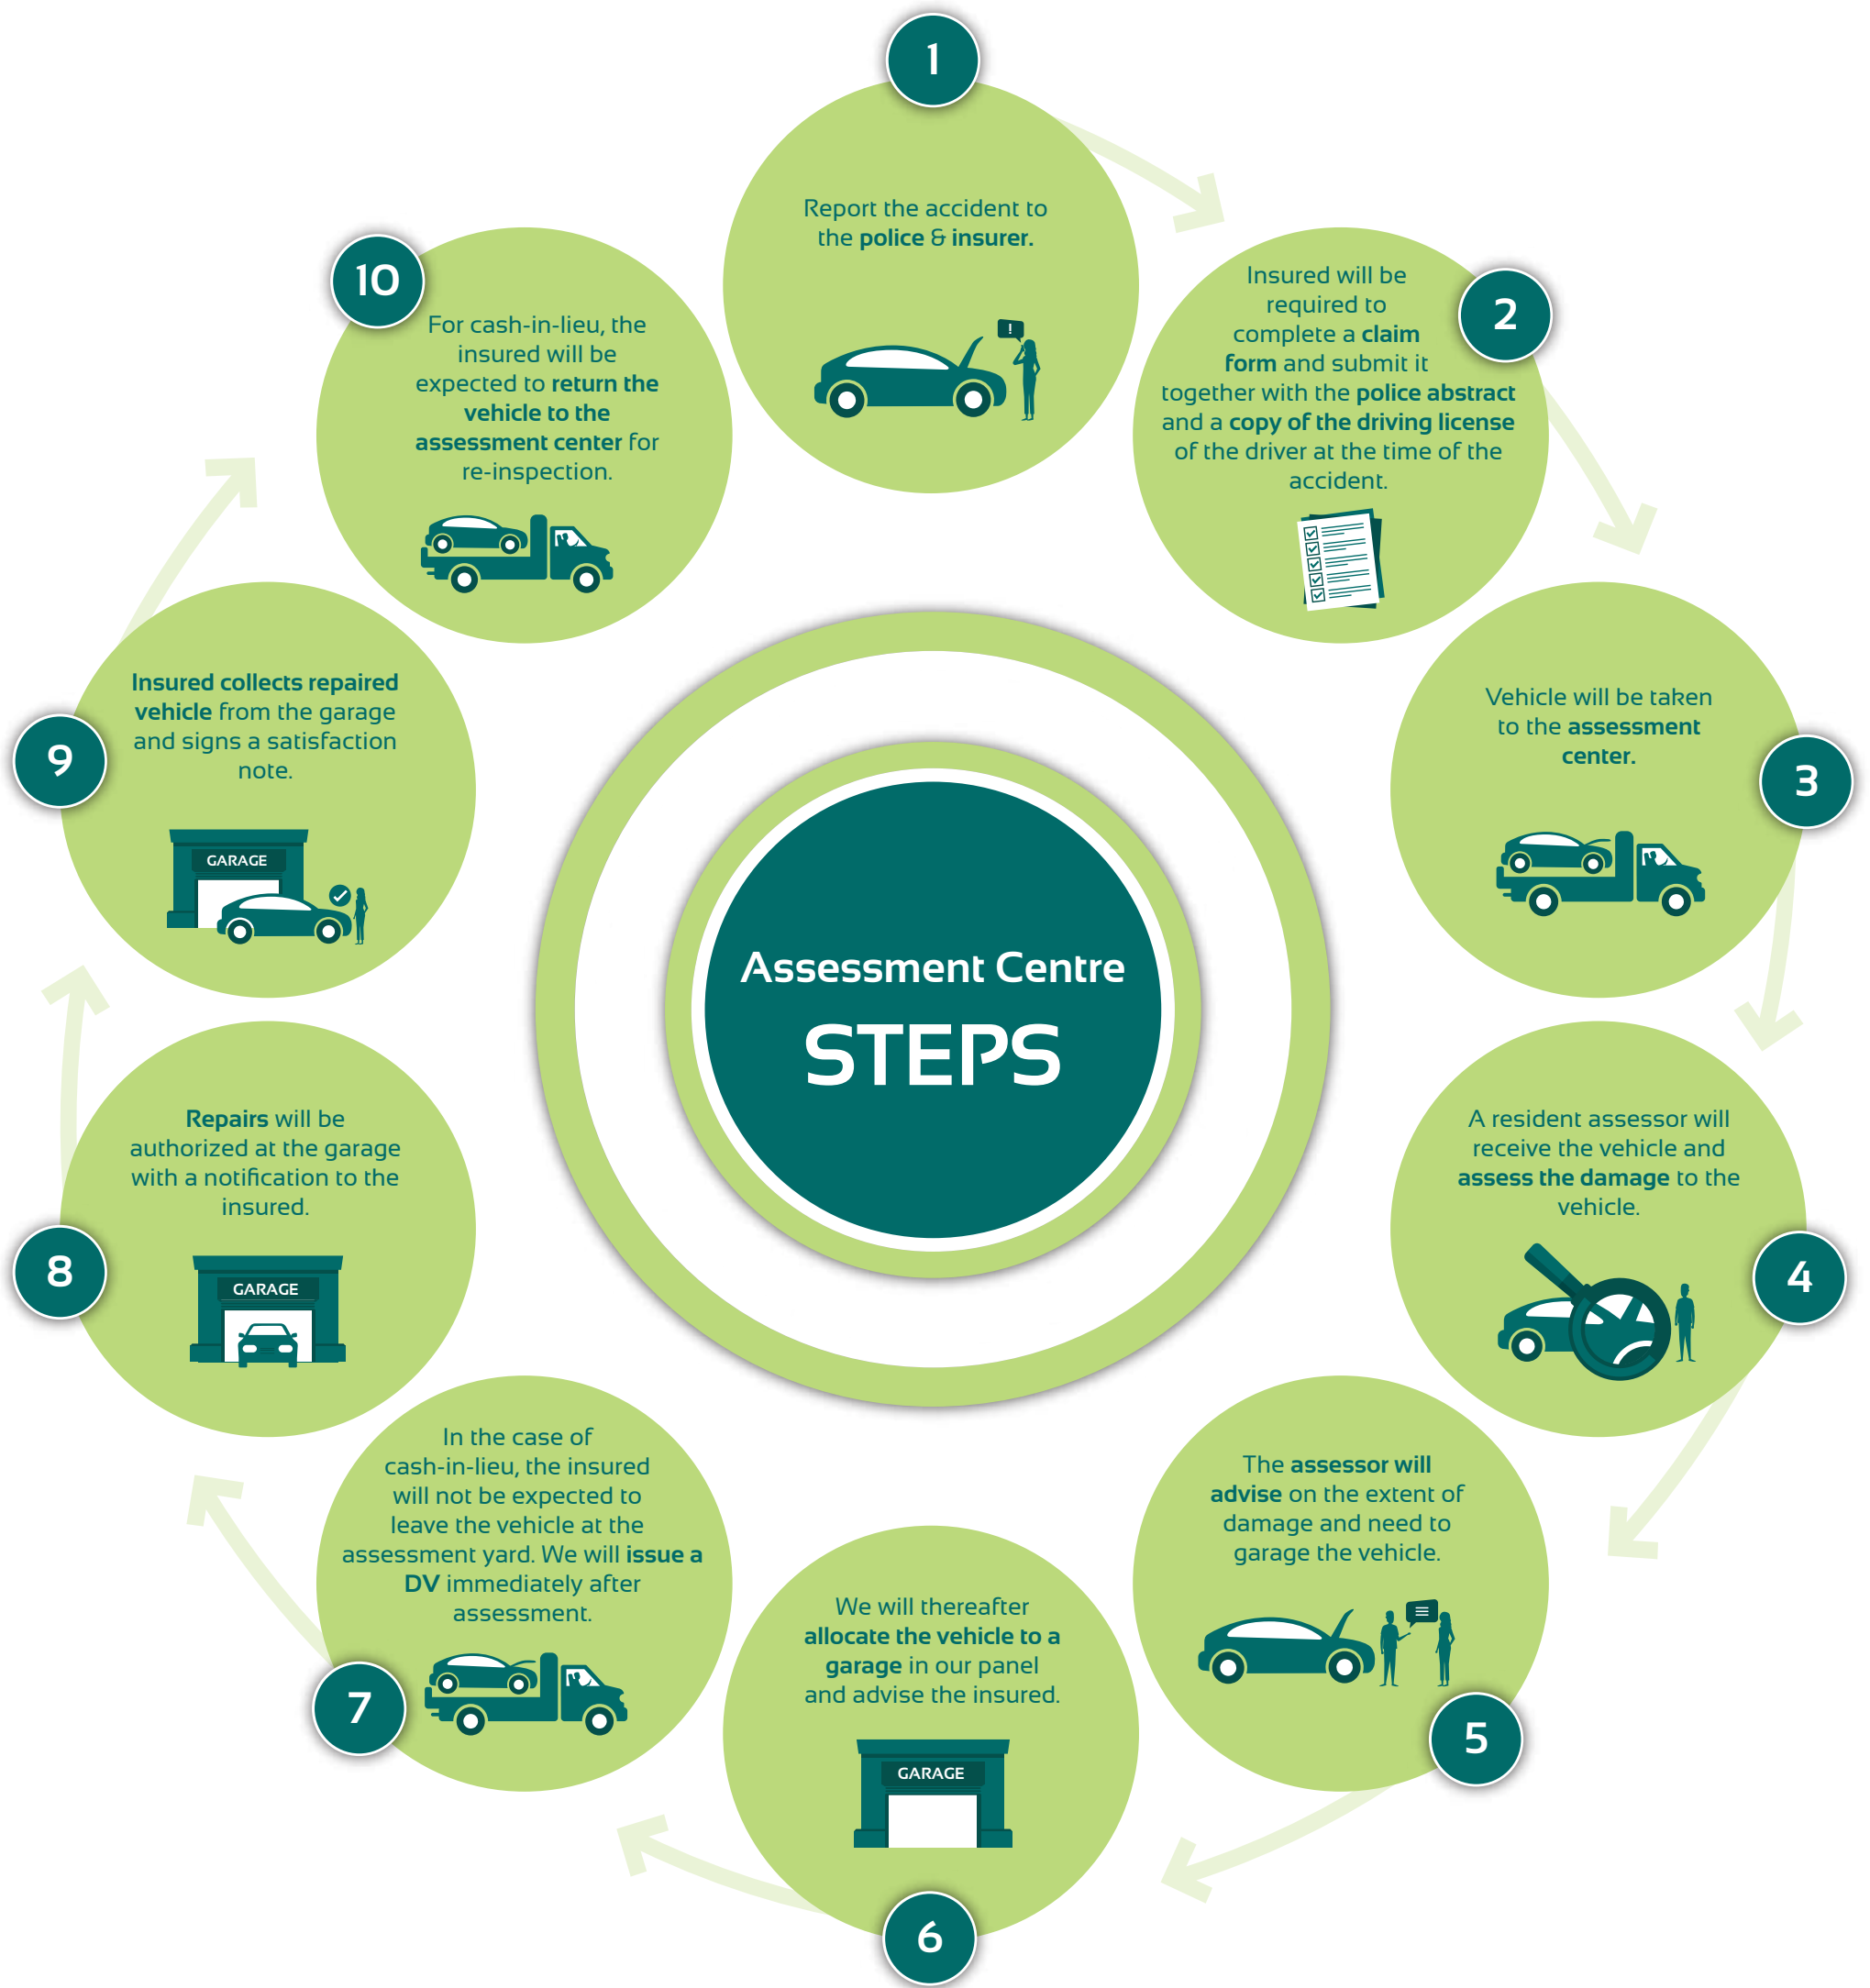 1
Report the accident to
the police & insurer.
!
2
Insured will be
required to
complete a claim
form and submit it
together with the police abstract
and a copy of the driving license
of the driver at the time of the
accident.
3
Vehicle will be taken
to the assessment
center.
4
A resident assessor will
receive the vehicle and
assess the damage to the
vehicle.
5
The assessor will
advise on the extent of
damage and need to
garage the vehicle.
6
We will thereafter
allocate the vehicle to a
garage in our panel
and advise the insured.
GARAGE
7
In the case of
cash-in-lieu, the insured
will not be expected to
leave the vehicle at the
assessment yard. We will issue a
DV immediately after
assessment.
8
Repairs will be
authorized at the garage
with a notification to the
insured.
GARAGE
9
Insured collects repaired
vehicle from the garage
and signs a satisfaction
note.
GARAGE
10
For cash-in-lieu, the
insured will be
expected to return the
vehicle to the
assessment center for
re-inspection.
Assessment Centre
STEPS